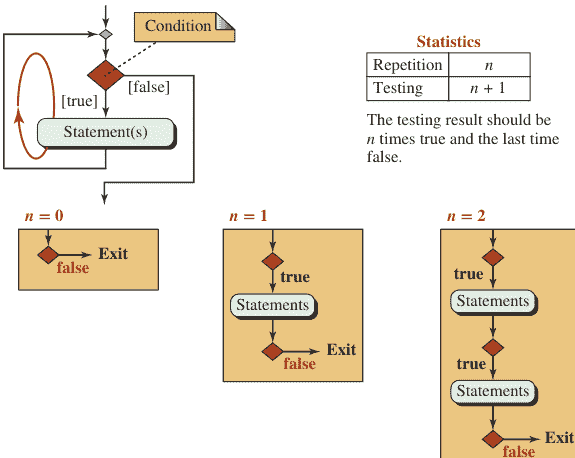 Condition
[true]
[false]
Statement(s)
Statistics
Repetition n
Testing n + 1
The testing result should be
n times true and the last time
false.
n = 0
Exit
false
n = 1
true
Statements
Exit
false
n = 2
true
Statements
true
Statements
Exit
false